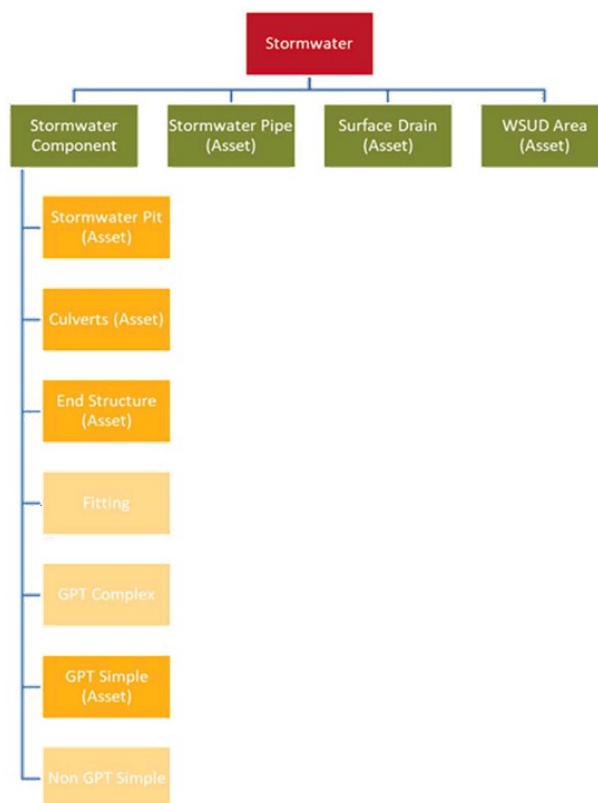 Stormwater
Stormwater
Component
Stormwater Pipe
(Asset)
Surface Drain
(Asset)
WSUD Area
(Asset)
Stormwater Pit
(Asset)
Culverts (Asset)
End Structure
(Asset)
Fitting
GPT Complex
GPT Simple
(Asset)
Non GPT Simple